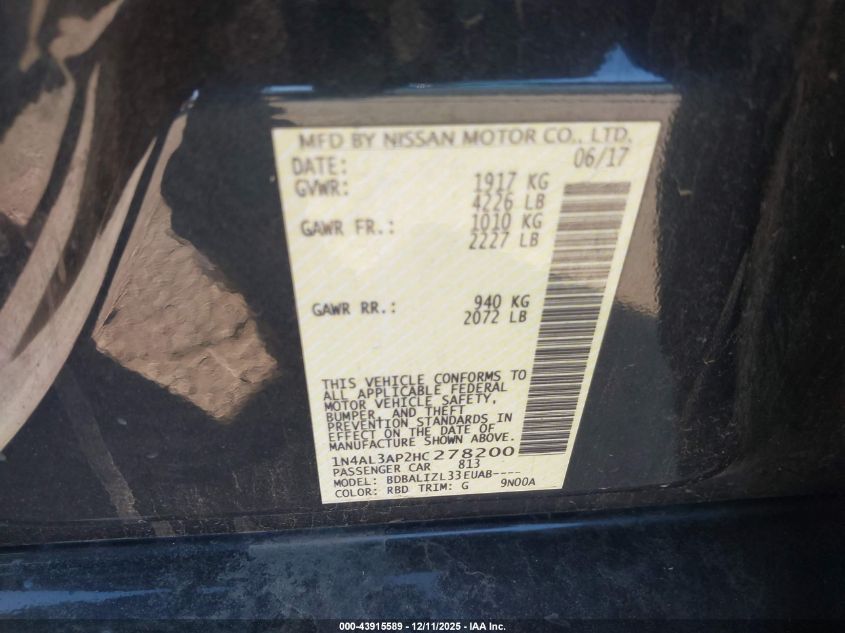 MFD BY NISSAN MOTOR CO., LTD.
DATE: 06/17
GVWR: 1917 KG
4226 LB
GAWR FR.: 1010 KG
2227 LB
GAWR RR.: 940 KG
2072 LB
THIS VEHICLE CONFORMS TO
ALL APPLICABLE FEDERAL
MOTOR VEHICLE SAFETY,
BUMPER, AND THEFT
PREVENTION STANDARDS IN
EFFECT ON THE DATE OF
MANUFACTURE SHOWN ABOVE.
1N4AL3AP2HC278200
PASSENGER CAR 813
MODEL: BDBALIZL33EUAB----
COLOR: RBD TRIM: G 9N00A
000-43915589 - 12/11/2025 - IAA Inc.